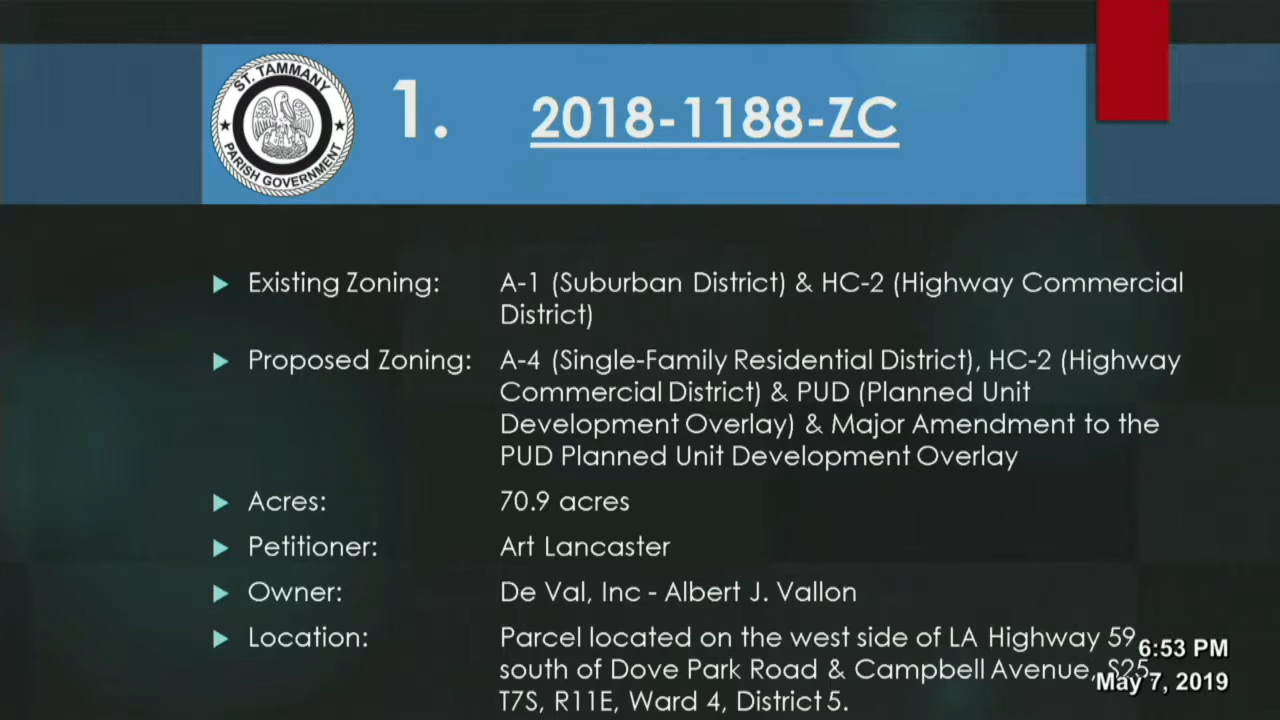 ST. TAMMANY
PARISH GOVERNMENT
1. 2018-1188-ZC
Existing Zoning: A-1 (Suburban District) & HC-2 (Highway Commercial
District)
Proposed Zoning: A-4 (Single-Family Residential District), HC-2 (Highway
Commercial District) & PUD (Planned Unit
Development Overlay) & Major Amendment to the
PUD Planned Unit Development Overlay
Acres: 70.9 acres
Petitioner: Art Lancaster
Owner: De Val, Inc - Albert J. Vallon
Location: Parcel located on the west side of LA Highway 59
south of Dove Park Road & Campbell Avenue, S25,
T7S, R11E, Ward 4, District 5.
6:53 PM
May 7, 2019